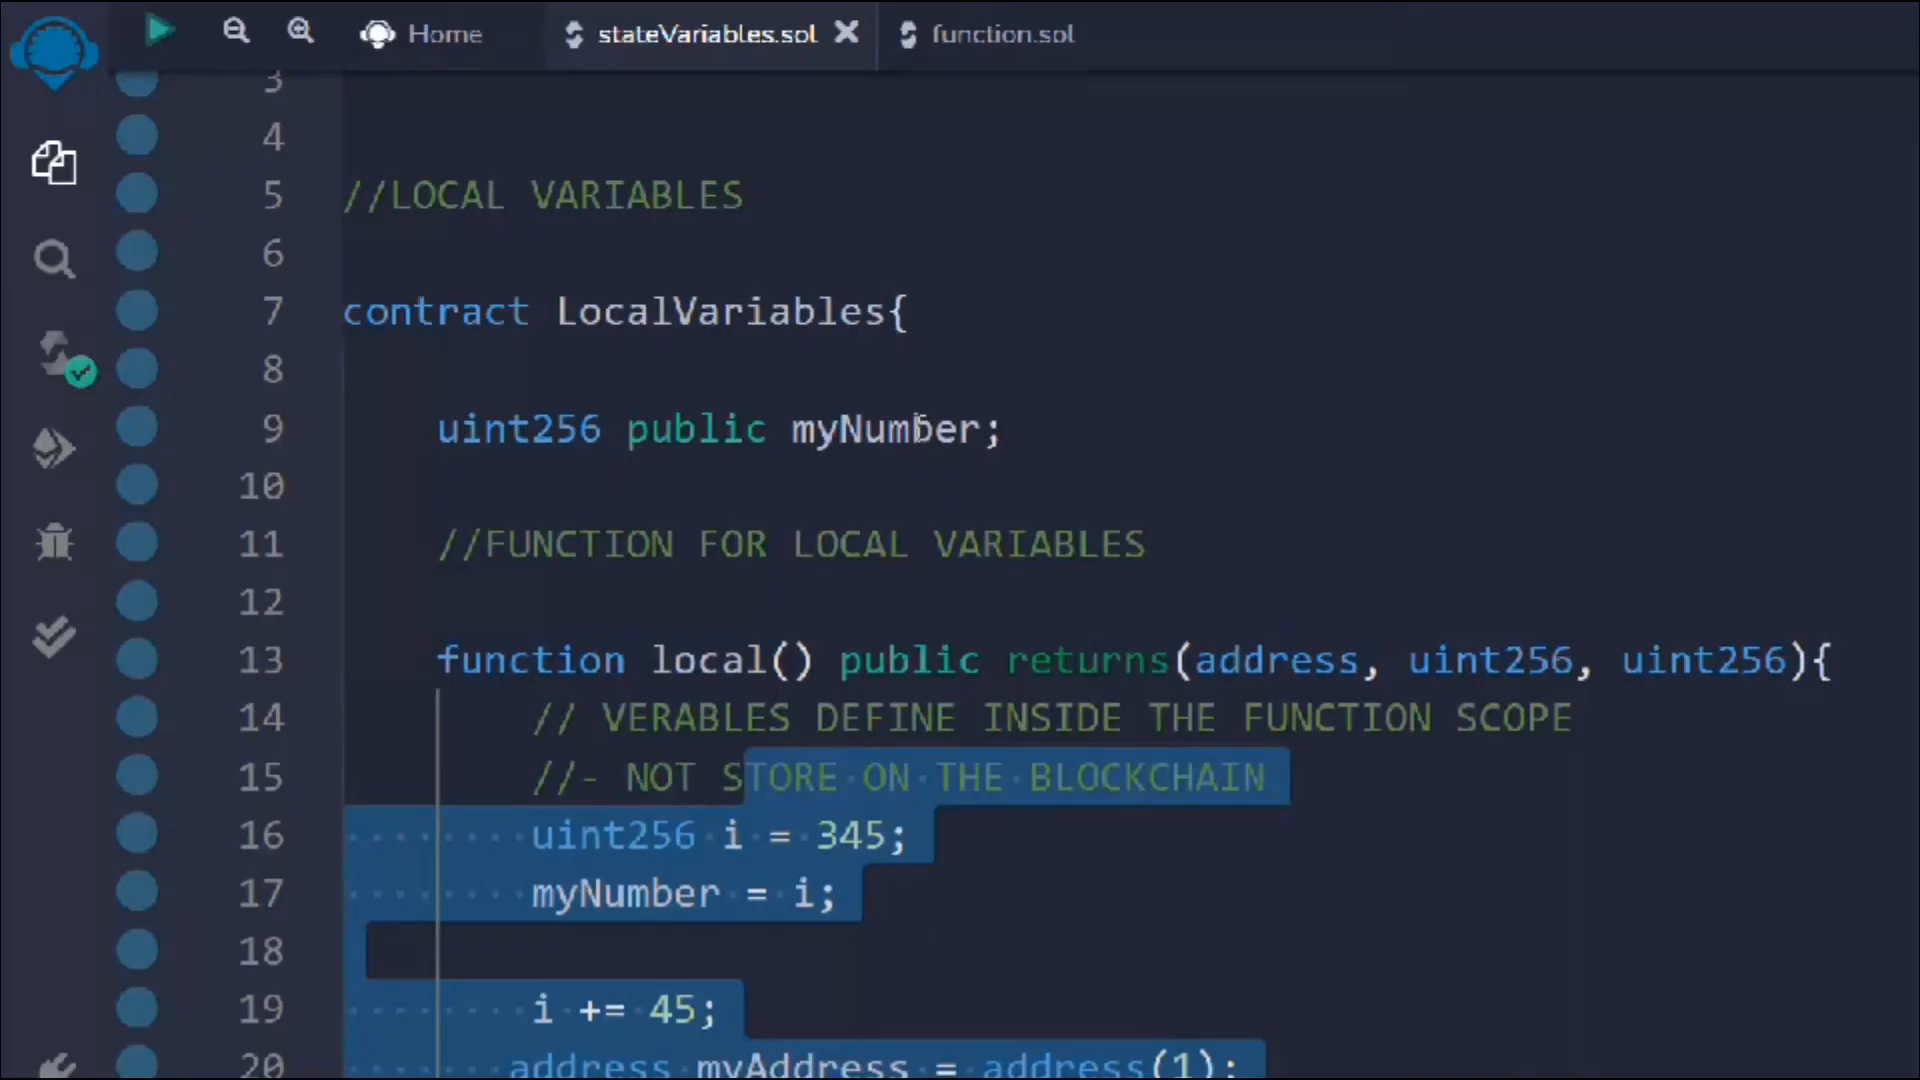 Home stateVariables.sol function.sol
3
4
5 //LOCAL VARIABLES
6
7 contract LocalVariables{
8
9 uint256 public myNumber;
10
11 //FUNCTION FOR LOCAL VARIABLES
12
13 function local() public returns(address, uint256, uint256){
14 // VERABLES DEFINE INSIDE THE FUNCTION SCOPE
15 //- NOT STORE ON THE BLOCKCHAIN
16 uint256 i = 345;
17 myNumber = i;
18
19 i += 45;
20 address myAddress = address(1);